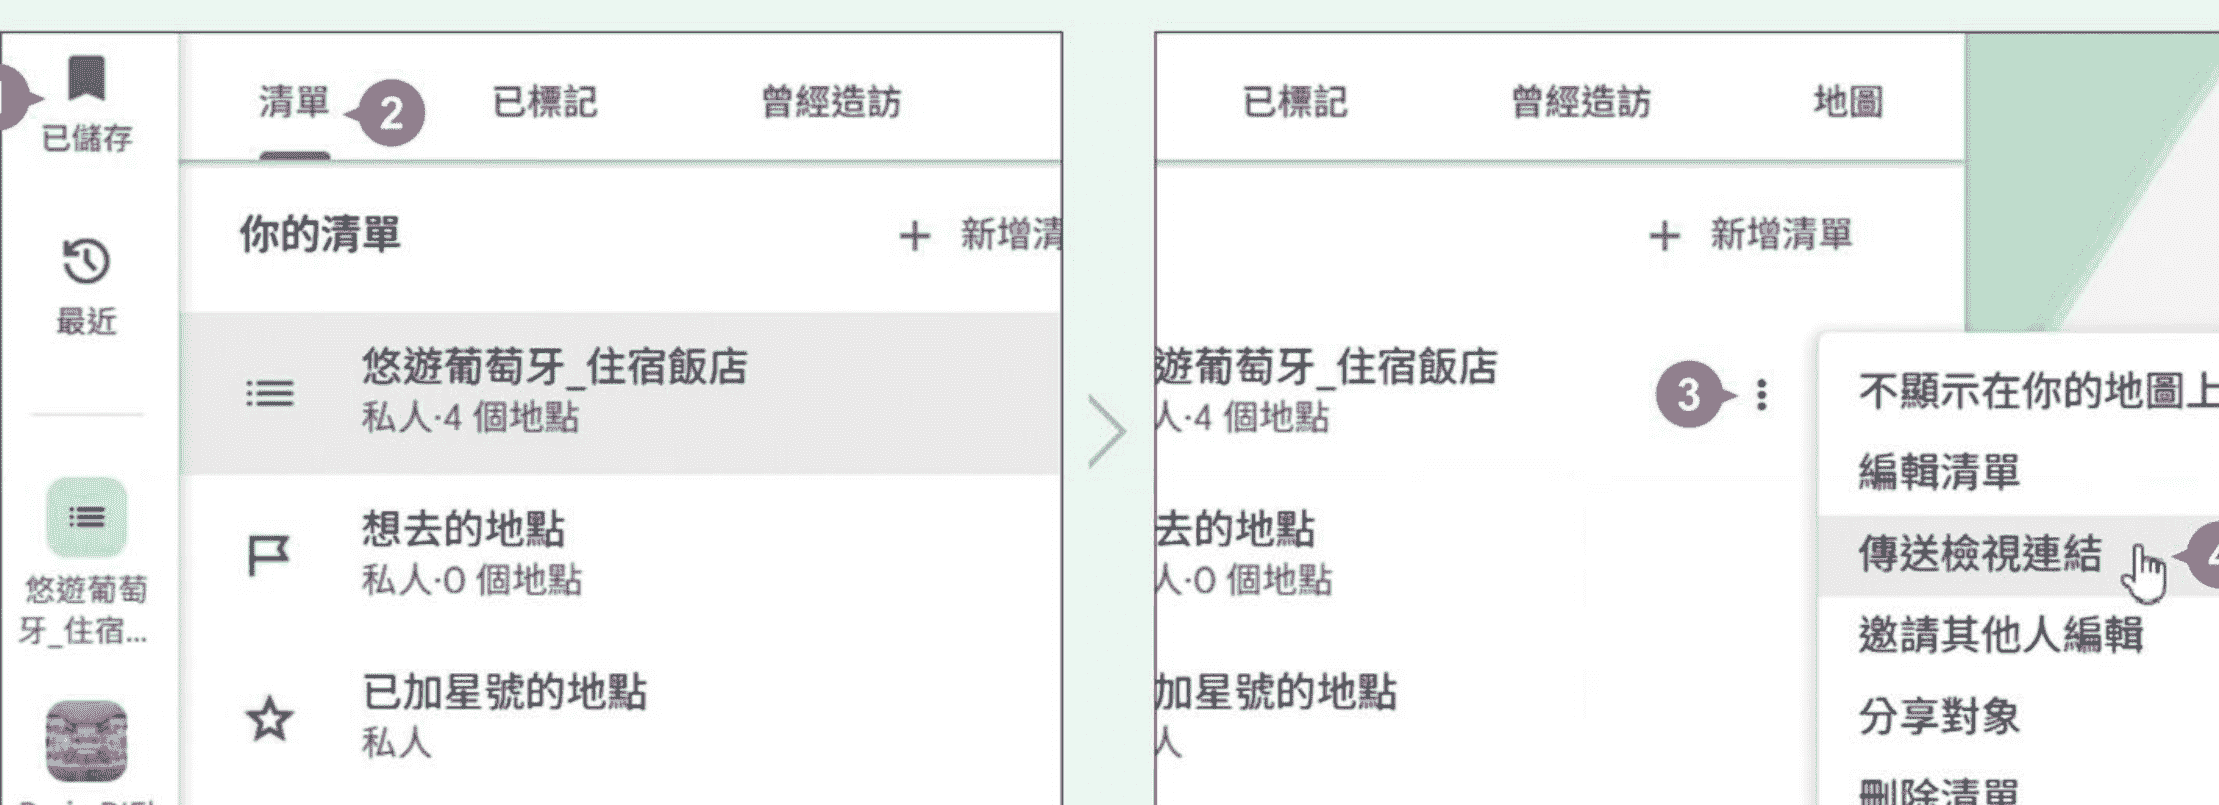 已儲存
最近
悠遊葡萄
牙_住宿...
清單 2 已標記 曾經造訪
你的清單 + 新增清
悠遊葡萄牙_住宿飯店
私人·4 個地點
想去的地點
私人·0 個地點
已加星號的地點
私人
已標記 曾經造訪 地圖
+ 新增清單
遊葡萄牙_住宿飯店 3
人·4 個地點
去的地點
人·0 個地點
加星號的地點
人
不顯示在你的地圖上
編輯清單
傳送檢視連結 4
邀請其他人編輯
分享對象
刪除清單